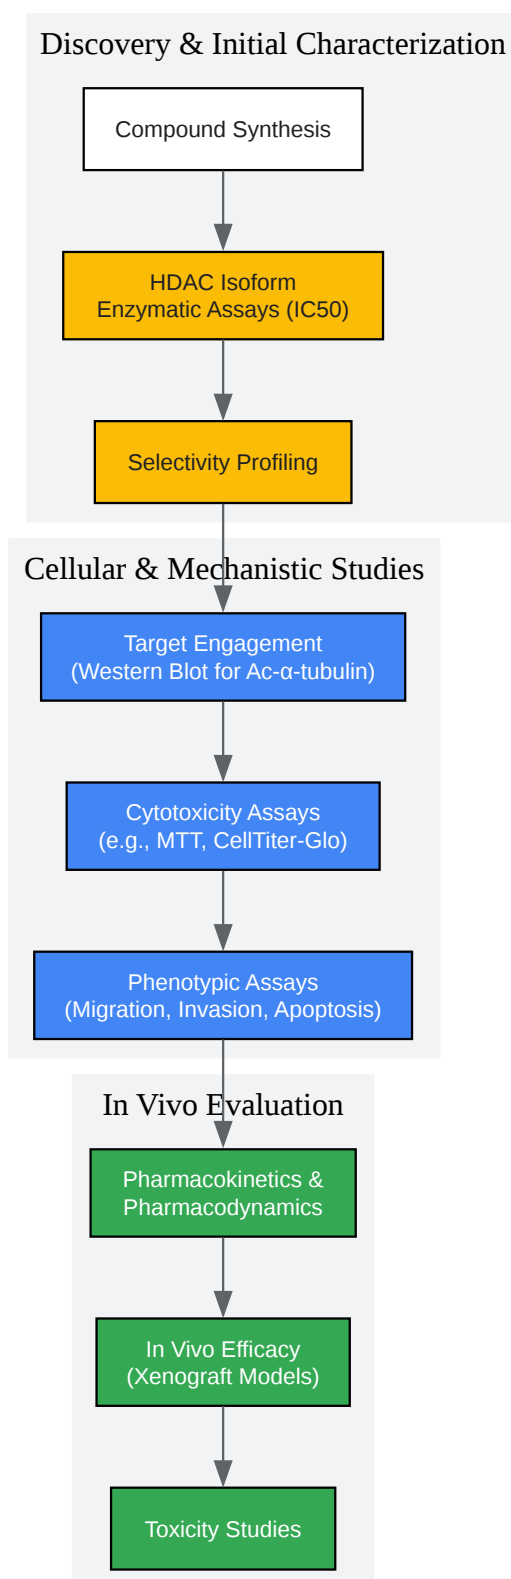 Discovery & Initial Characterization
Compound Synthesis
HDAC Isoform
Enzymatic Assays (IC50)
Selectivity Profiling
Cellular & Mechanistic Studies
Target Engagement
(Western Blot for Ac-α-tubulin)
Cytotoxicity Assays
(e.g., MTT, CellTiter-Glo)
Phenotypic Assays
(Migration, Invasion, Apoptosis)
In Vivo Evaluation
Pharmacokinetics &
Pharmacodynamics
In Vivo Efficacy
(Xenograft Models)
Toxicity Studies